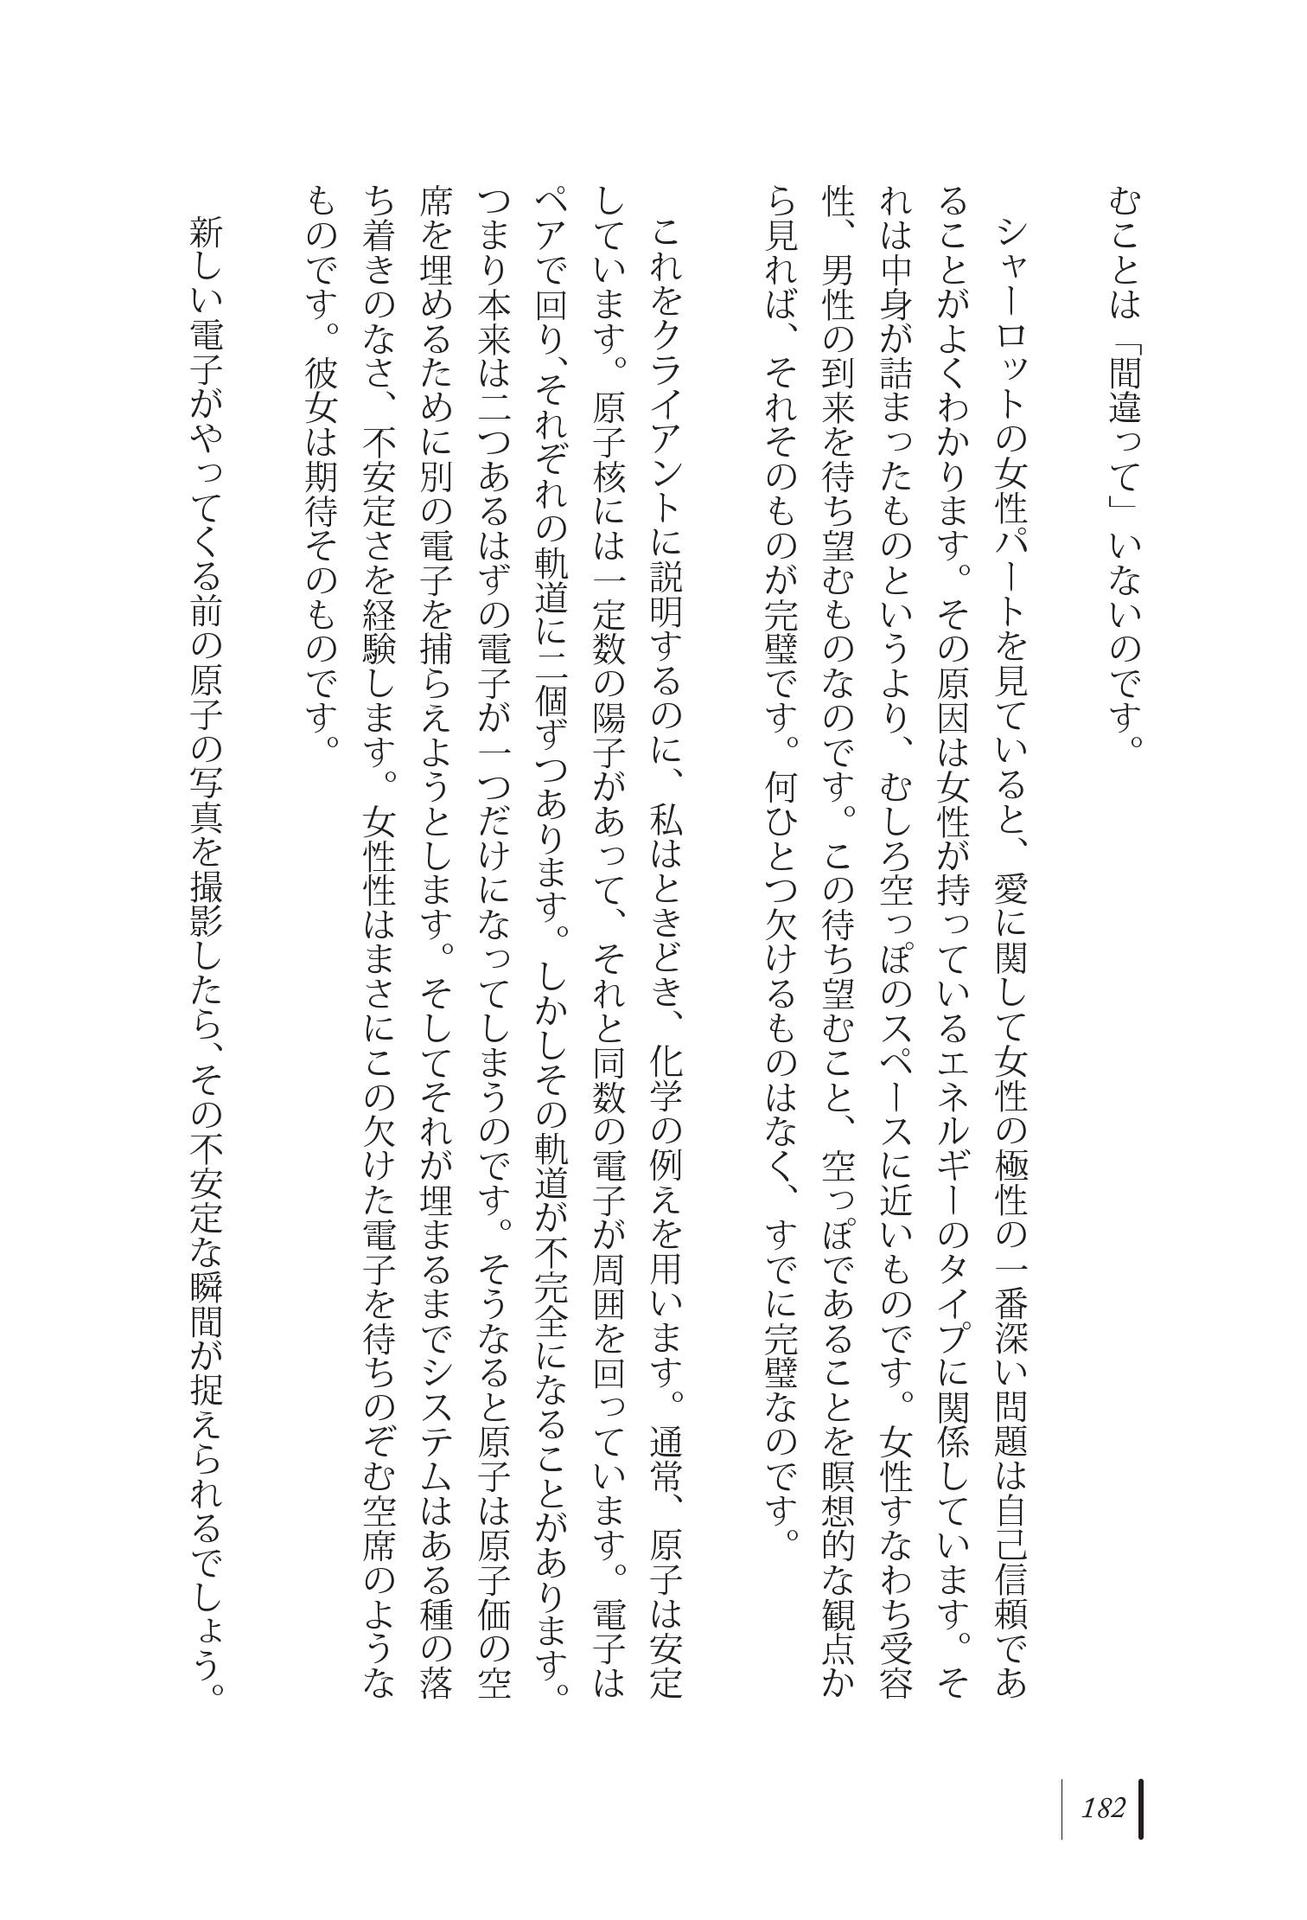 むことは「間違って」いないのです。
シャーロットの女性パートを見ていると、愛に関して女性の極性の一番深い問題は自己信頼であ
ることがよくわかります。その原因は女性が持っているエネルギーのタイプに関係しています。そ
れは中身が詰まったものというより、むしろ空っぽのスペースに近いものです。女性すなわち受容
性、男性の到来を待ち望むものなのです。この待ち望むこと、空っぽであることを瞑想的な観点か
ら見れば、それそのものが完璧です。何ひとつ欠けるものはなく、すでに完璧なのです。
これをクライアントに説明するのに、私はときどき、化学の例えを用います。通常、原子は安定
しています。原子核には一定数の陽子があって、それと同数の電子が周囲を回っています。電子は
ペアで回り、それぞれの軌道に二個ずつあります。しかしその軌道が不完全になることがあります。
つまり本来は二つあるはずの電子が一つだけになってしまうのです。そうなると原子は原子価の空
席を埋めるために別の電子を捕らえようとします。そしてそれが埋まるまでシステムはある種の落
ち着きのなさ、不安定さを経験します。女性性はまさにこの欠けた電子を待ちのぞむ空席のような
ものです。彼女は期待そのものです。
新しい電子がやってくる前の原子の写真を撮影したら、その不安定な瞬間が捉えられるでしょう。
182